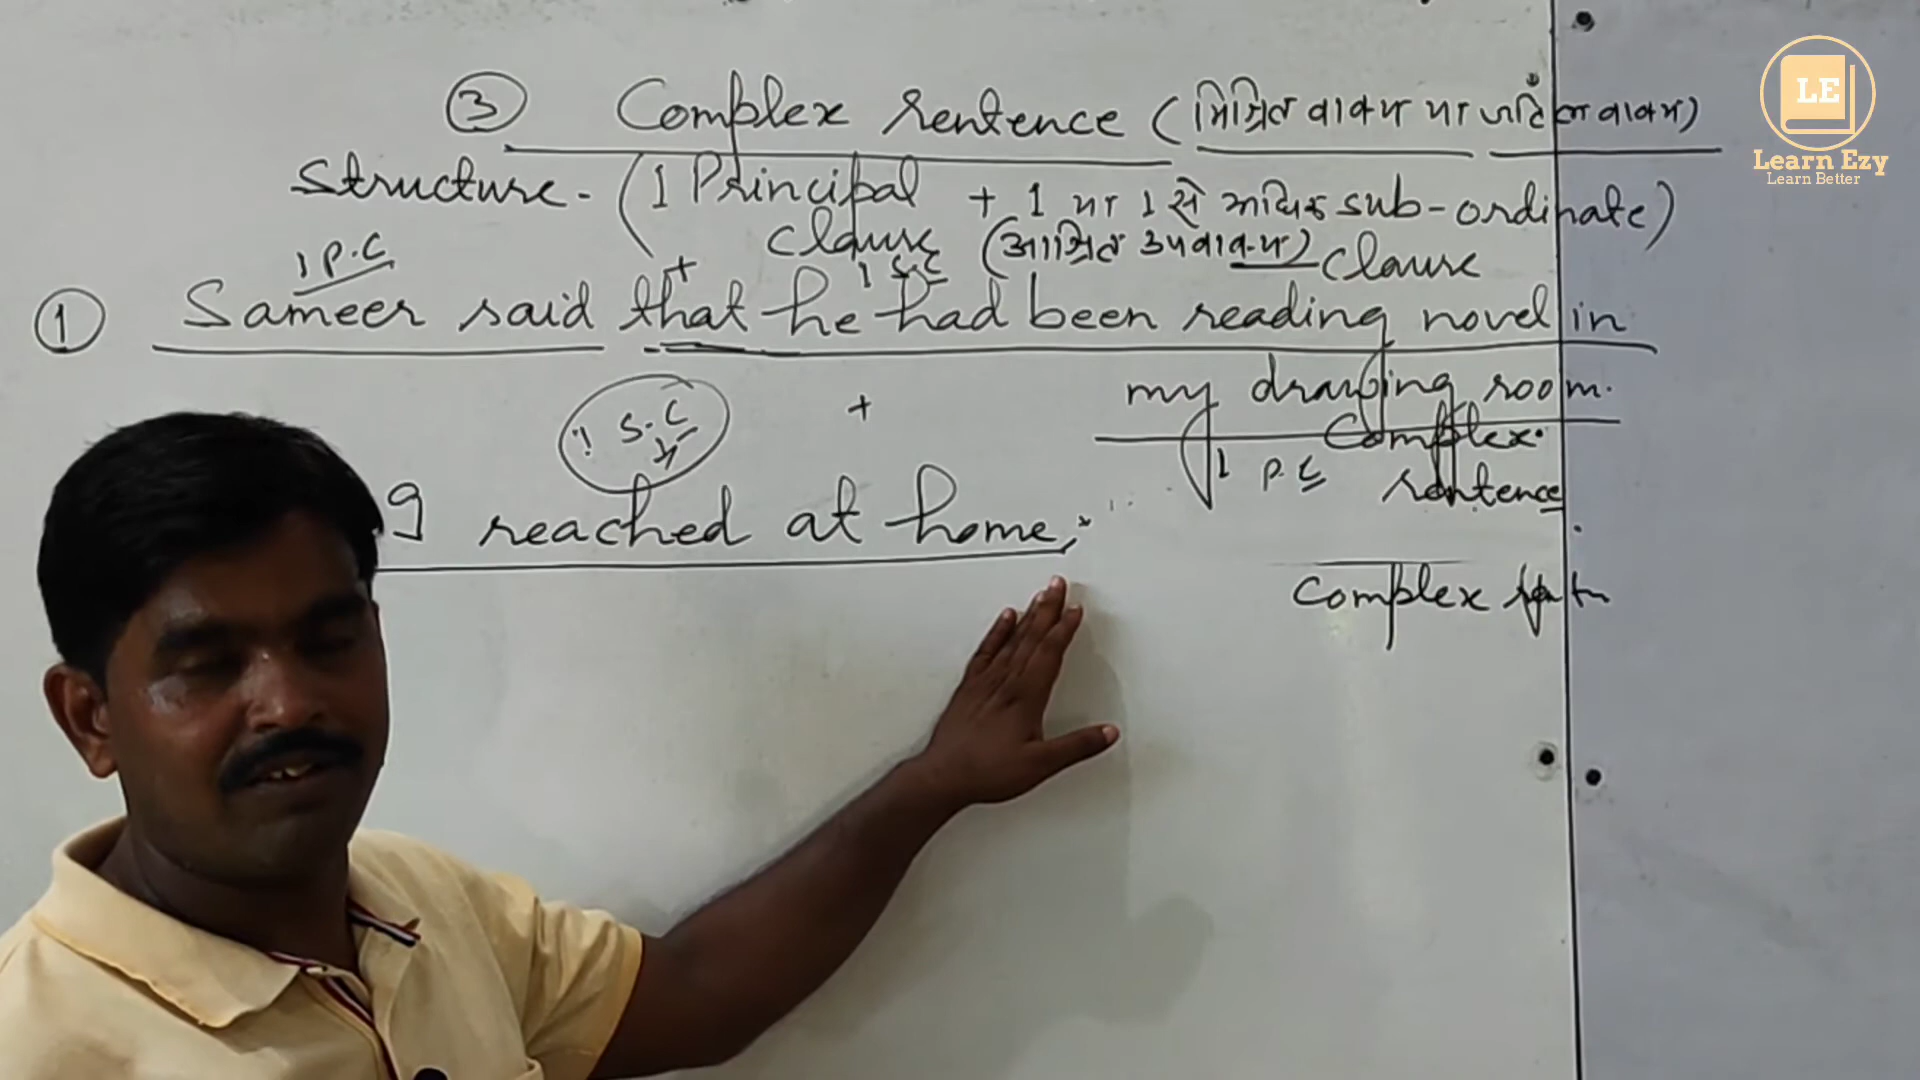 ③ Complex sentence (मिश्रित वाक्य या जटिल वाक्य)
Structure - (1 Principal + 1 या 1 से अधिक sub-ordinate)
clause (आश्रित उपवाक्य) clause
1 P.C + 1 S.C
① Sameer said that he had been reading novel in
my drawing room.
Complex
sentence
1 S.C + 1 P.C
I reached at home,
Complex
LE
Learn Ezy
Learn Better